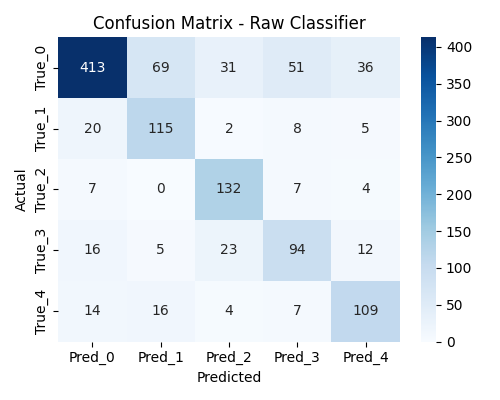 Confusion Matrix - Raw Classifier
True_0 413 69 31 51 36
True_1 20 115 2 8 5
True_2 7 0 132 7 4
True_3 16 5 23 94 12
True_4 14 16 4 7 109
Pred_0 Pred_1 Pred_2 Pred_3 Pred_4
Predicted
Actual
400
350
300
250
200
150
100
50
0